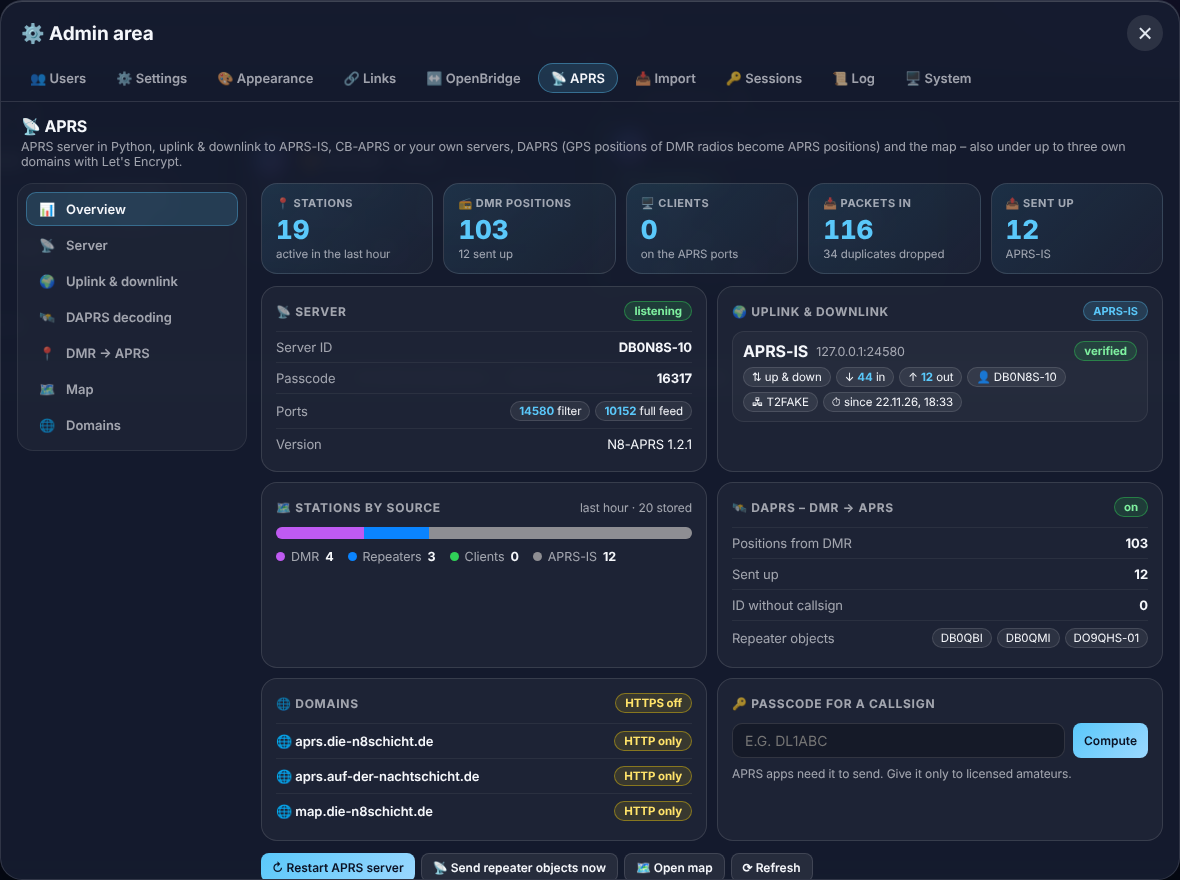 Admin area
Users Settings Appearance Links OpenBridge APRS Import Sessions Log System
APRS
APRS server in Python, uplink & downlink to APRS-IS, CB-APRS or your own servers, DAPRS (GPS positions of DMR radios become APRS positions) and the map – also under up to three own
domains with Let's Encrypt.
Overview
Server
Uplink & downlink
DAPRS decoding
DMR → APRS
Map
Domains
STATIONS
19
active in the last hour
DMR POSITIONS
103
12 sent up
CLIENTS
0
on the APRS ports
PACKETS IN
116
34 duplicates dropped
SENT UP
12
APRS-IS
SERVER listening
Server ID DB0N8S-10
Passcode 16317
Ports 14580 filter 10152 full feed
Version N8-APRS 1.2.1
UPLINK & DOWNLINK APRS-IS
APRS-IS 127.0.0.1:24580 verified
⇅ up & down ↓ 44 in ↑ 12 out DB0N8S-10
T2FAKE since 22.11.26, 18:33
STATIONS BY SOURCE last hour · 20 stored
DMR 4 Repeaters 3 Clients 0 APRS-IS 12
DAPRS – DMR → APRS on
Positions from DMR 103
Sent up 12
ID without callsign 0
Repeater objects DB0QBI DB0QMI DO9QHS-01
DOMAINS HTTPS off
aprs.die-n8schicht.de HTTP only
aprs.auf-der-nachtschicht.de HTTP only
map.die-n8schicht.de HTTP only
PASSCODE FOR A CALLSIGN
E.G. DL1ABC Compute
APRS apps need it to send. Give it only to licensed amateurs.
↻ Restart APRS server Send repeater objects now Open map ⟳ Refresh